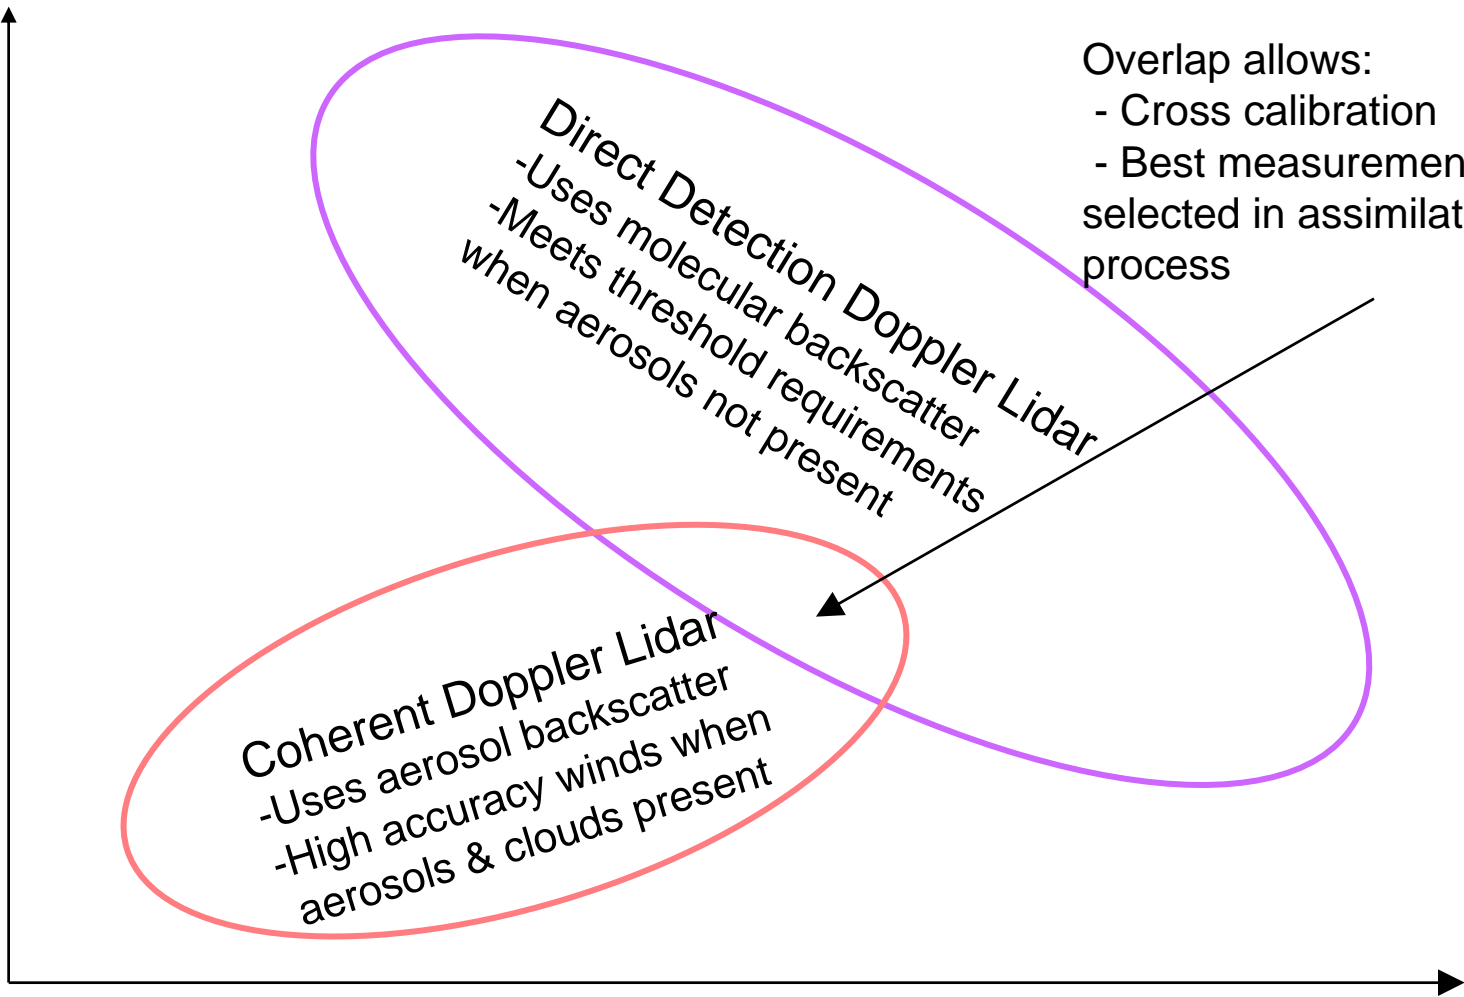 Overlap allows:
- Cross calibration
- Best measuremen
selected in assimilat
process
Direct Detection Doppler Lidar
-Uses molecular backscatter
-Meets threshold requirements
when aerosols not present
Coherent Doppler Lidar
-Uses aerosol backscatter
-High accuracy winds when
aerosols & clouds present